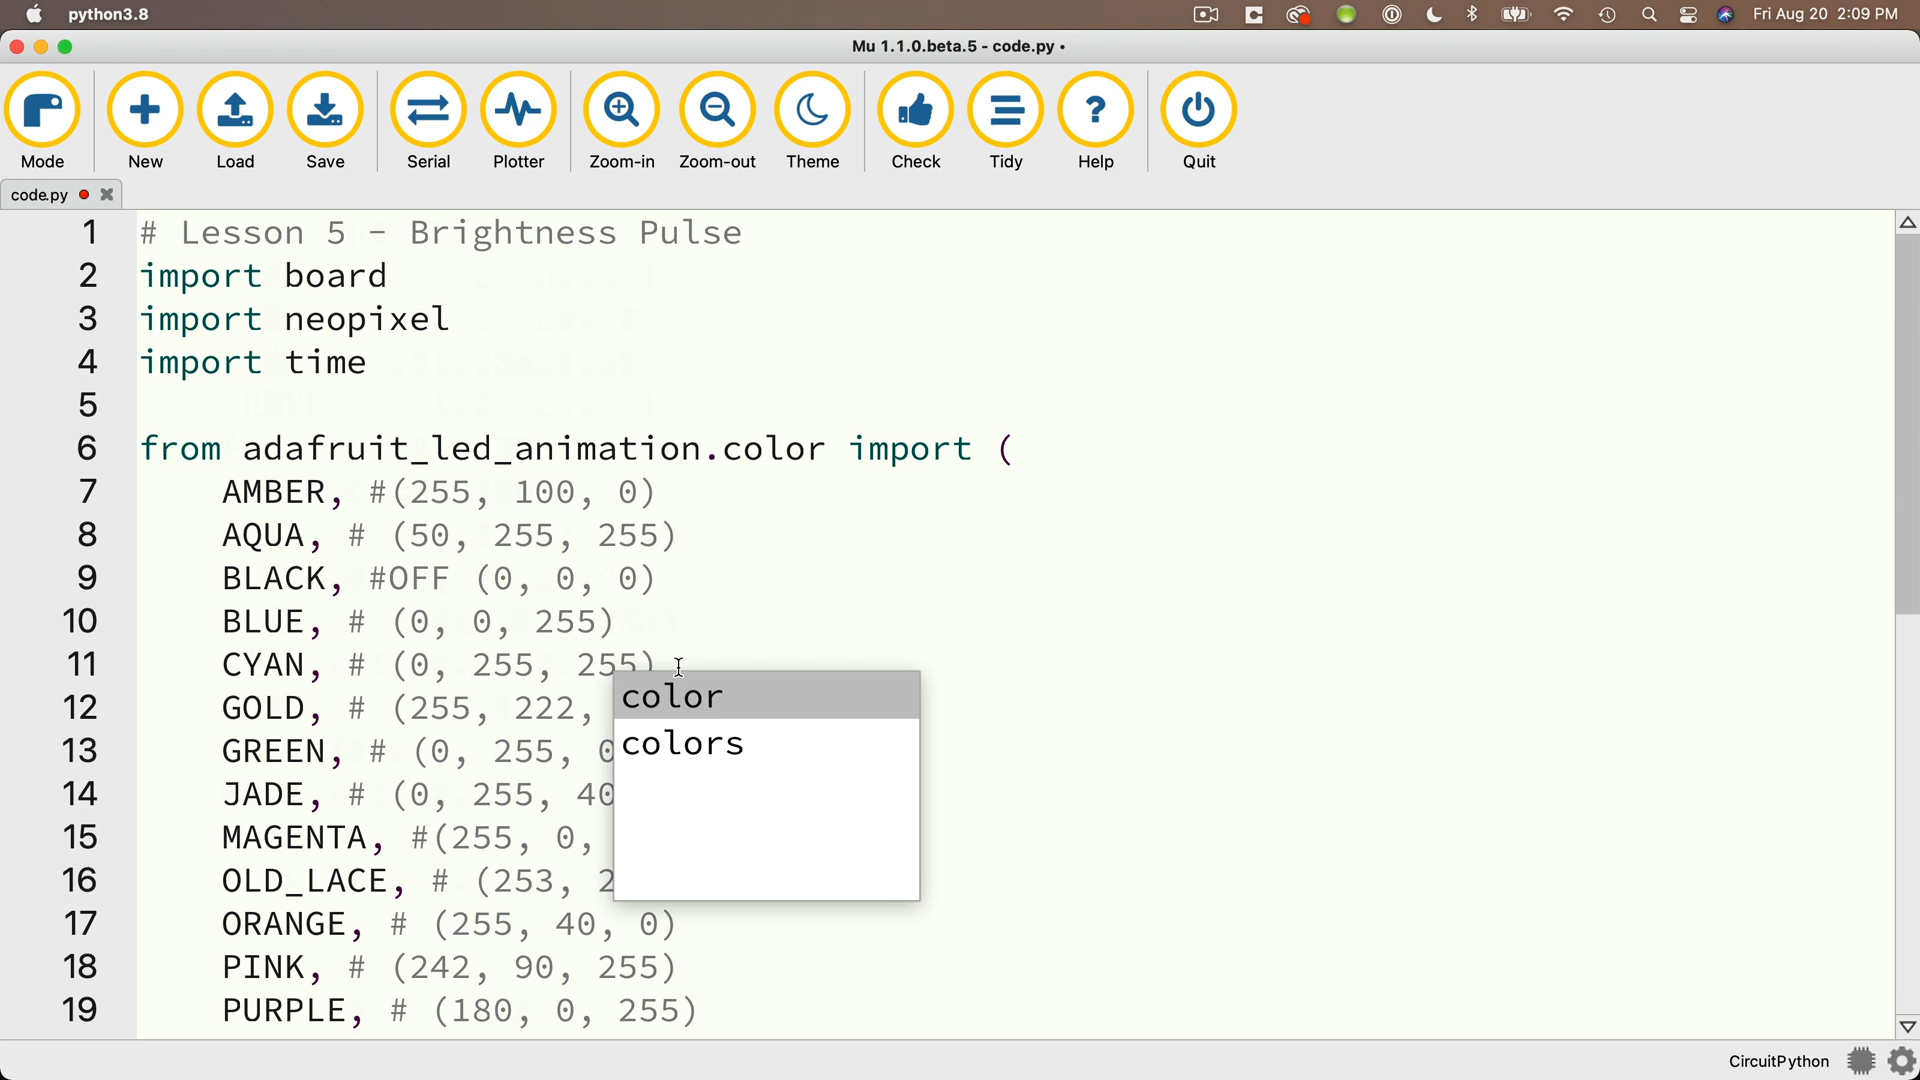 python3.8
Fri Aug 20 2:09 PM
Mu 1.1.0.beta.5 - code.py •
Mode New Load Save Serial Plotter Zoom-in Zoom-out Theme Check Tidy Help Quit
code.py
1 # Lesson 5 - Brightness Pulse
2 import board
3 import neopixel
4 import time
5
6 from adafruit_led_animation.color import (
7 AMBER, #(255, 100, 0)
8 AQUA, # (50, 255, 255)
9 BLACK, #OFF (0, 0, 0)
10 BLUE, # (0, 0, 255)
11 CYAN, # (0, 255, 255)
12 GOLD, # (255, 222,
13 GREEN, # (0, 255, 0
14 JADE, # (0, 255, 40
15 MAGENTA, #(255, 0,
16 OLD_LACE, # (253, 2
17 ORANGE, # (255, 40, 0)
18 PINK, # (242, 90, 255)
19 PURPLE, # (180, 0, 255)
color
colors
CircuitPython